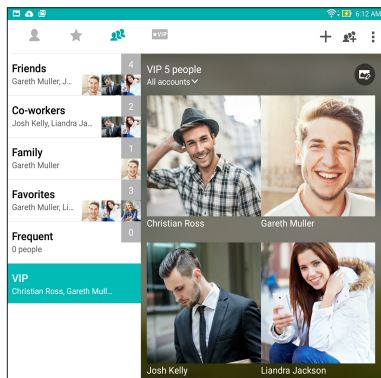 6:12 AM
VIP
Friends
4
Gareth Muller, J...
Co-workers
2
Josh Kelly, Liandra Ja...
Family
1
Gareth Muller
Favorites
3
Gareth Muller, Li...
Frequent
0
0 people
VIP
Christian Ross, Gareth Mull...
VIP 5 people
All accounts
Christian Ross
Gareth Muller
Josh Kelly
Liandra Jackson